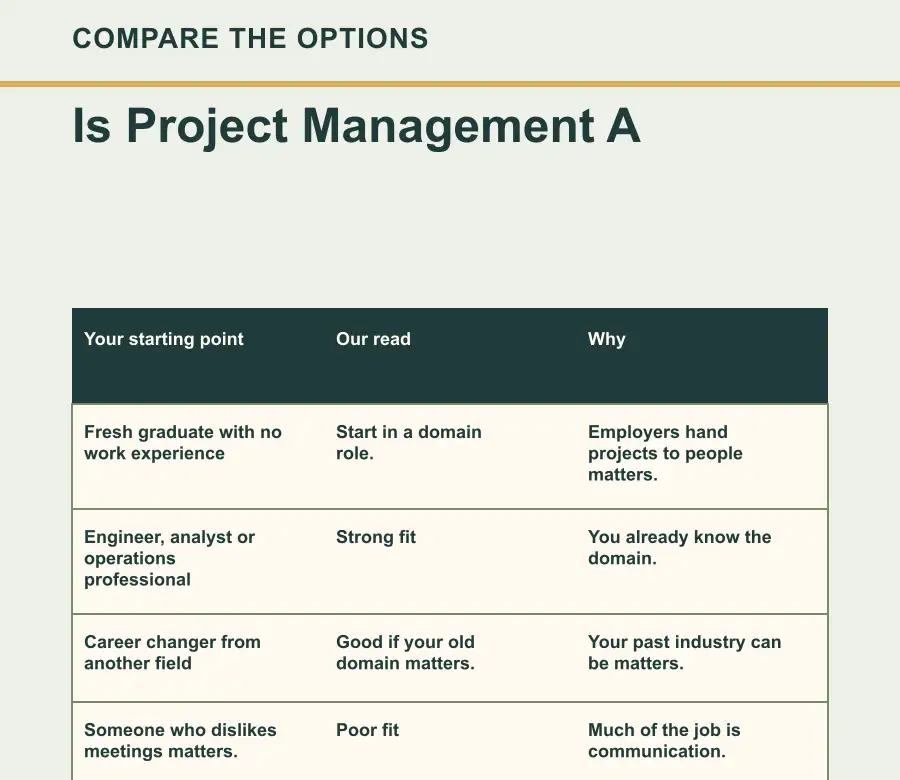 COMPARE THE OPTIONS
Is Project Management A
Your starting point
Our read
Why
Fresh graduate with no
work experience
Start in a domain
role.
Employers hand
projects to people
matters.
Engineer, analyst or
operations
professional
Strong fit
You already know the
domain.
Career changer from
another field
Good if your old
domain matters.
Your past industry can
be matters.
Someone who dislikes
meetings matters.
Poor fit
Much of the job is
communication.